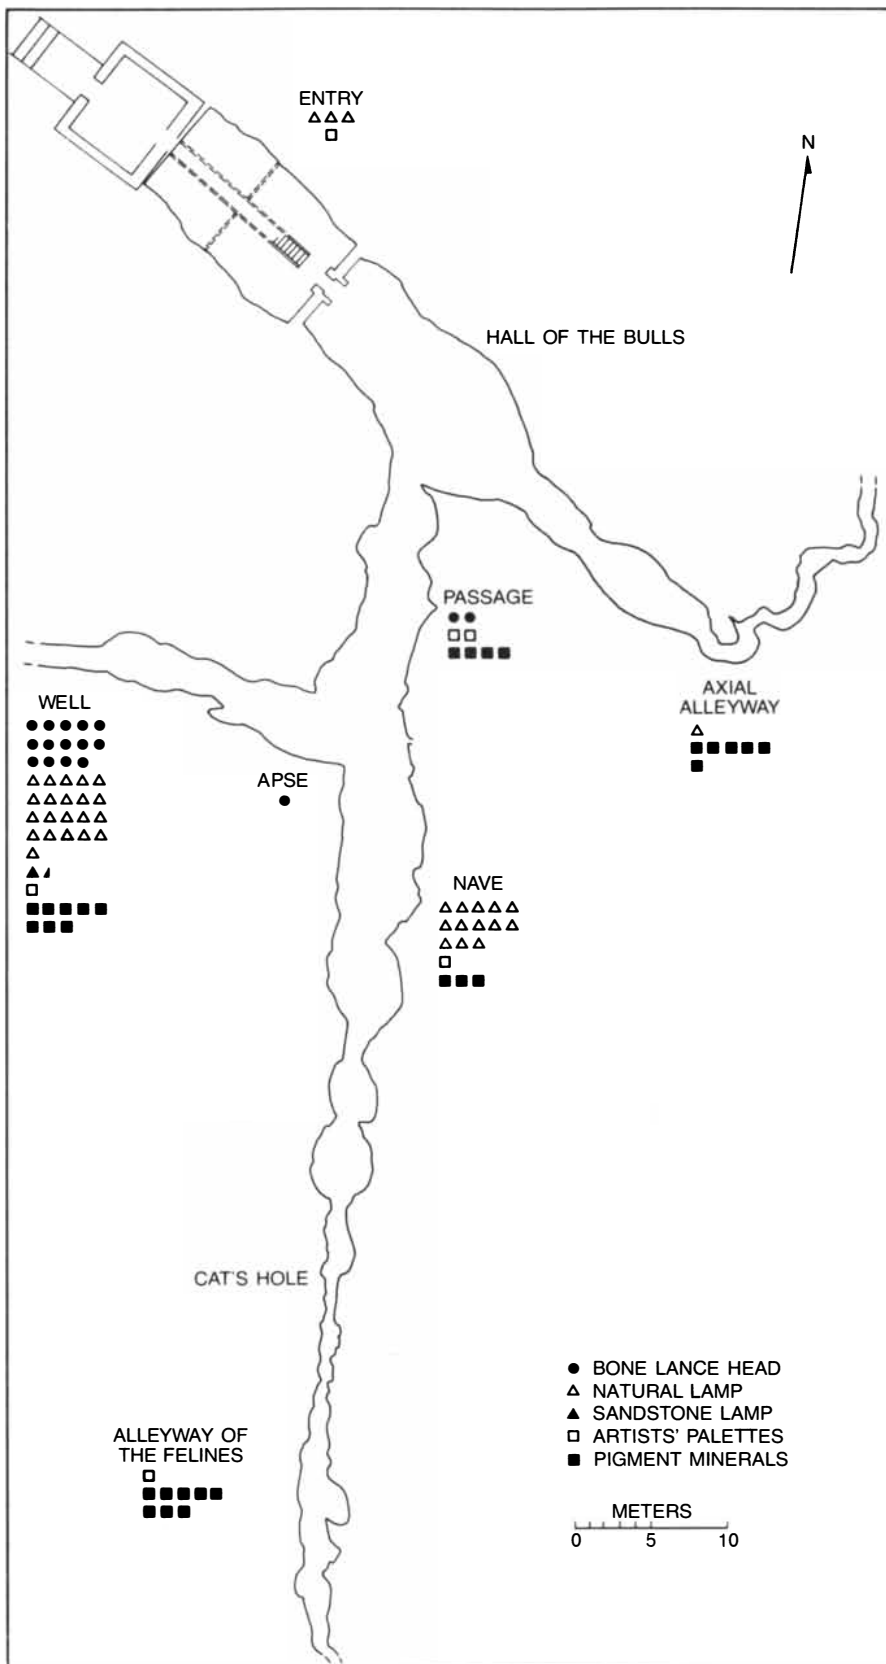 ENTRY
N
HALL OF THE BULLS
PASSAGE
AXIAL
ALLEYWAY
WELL
APSE
NAVE
CAT'S HOLE
ALLEYWAY OF
THE FELINES
BONE LANCE HEAD
NATURAL LAMP
SANDSTONE LAMP
ARTISTS' PALETTES
PIGMENT MINERALS
METERS
0 5 10